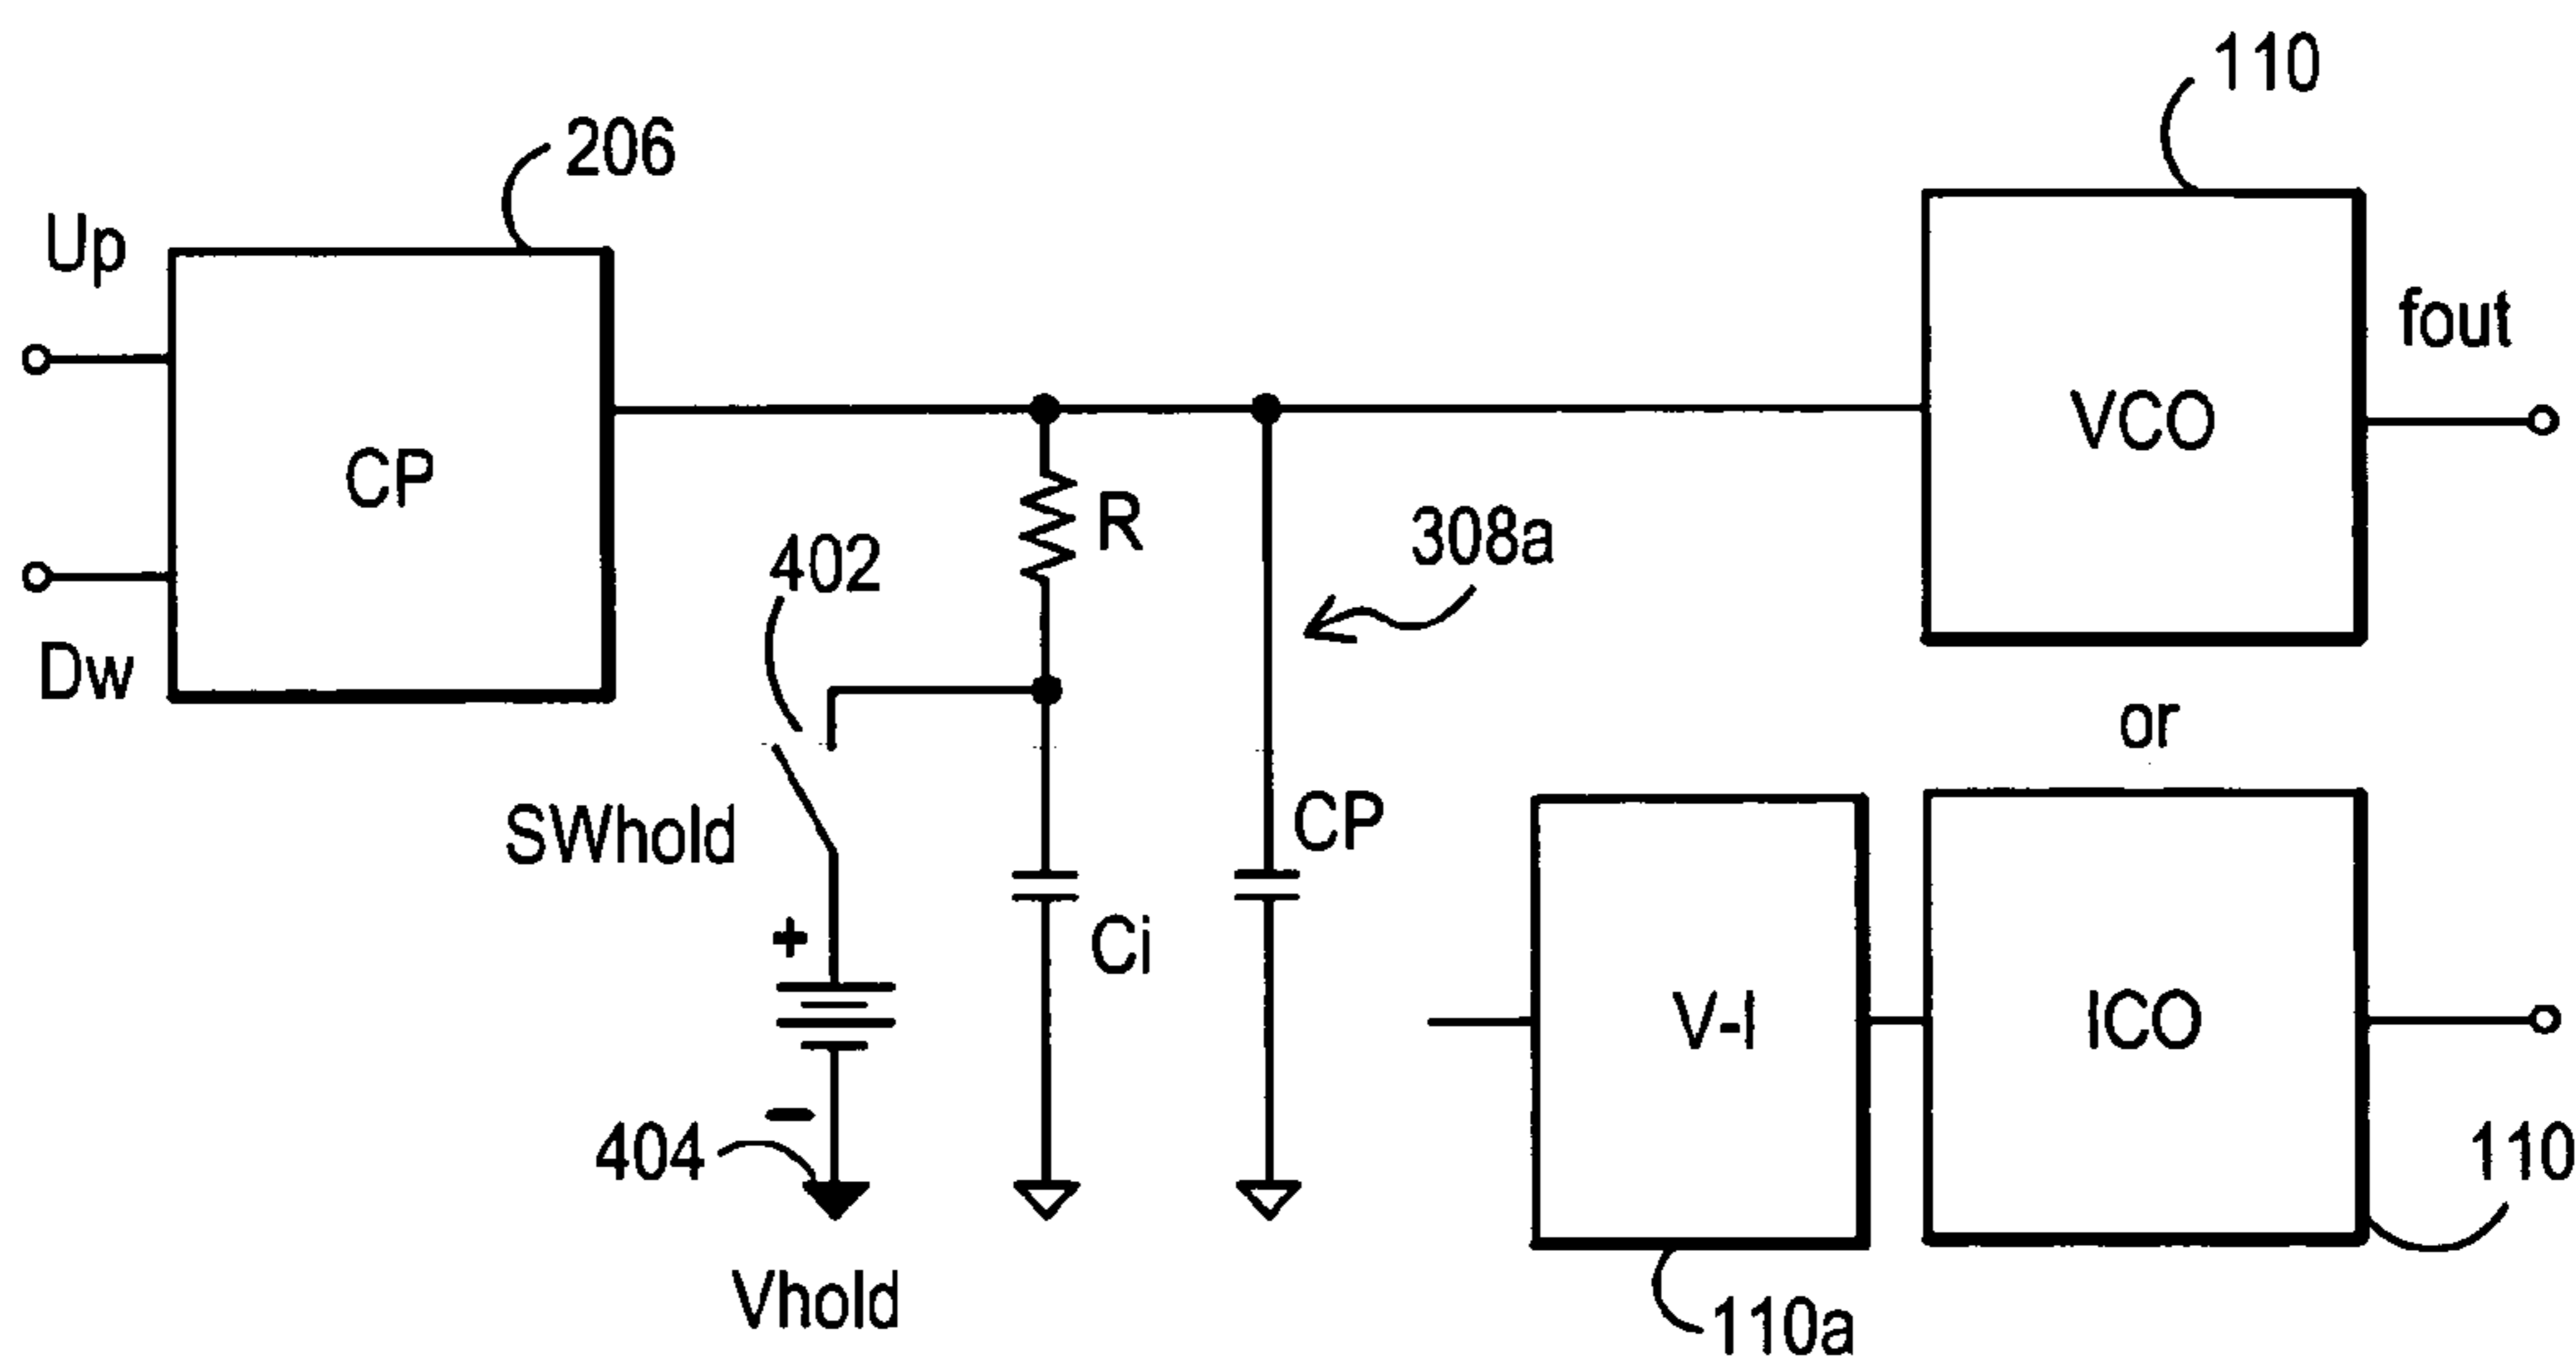 110
206
Up
fout
VCO
CP
R
308a
402
Dw
or
SWhold
CP
+
Ci
V-I
ICO
-
404
110
Vhold
110a